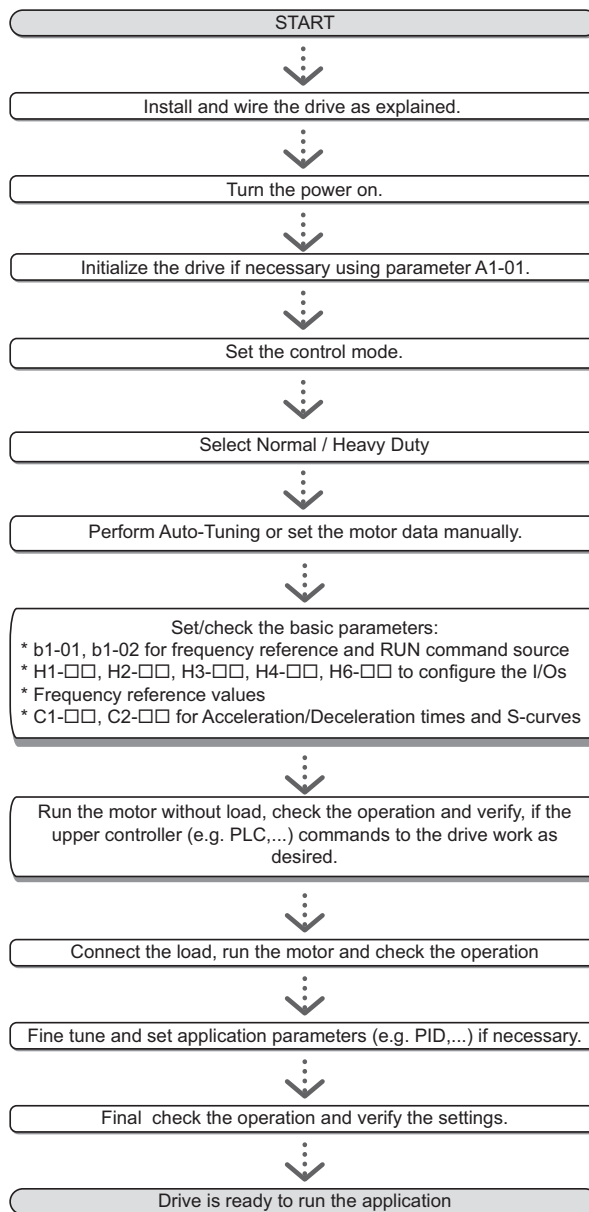 START
Install and wire the drive as explained.
Turn the power on.
Initialize the drive if necessary using parameter A1-01.
Set the control mode.
Select Normal / Heavy Duty
Perform Auto-Tuning or set the motor data manually.
Set/check the basic parameters:
* b1-01, b1-02 for frequency reference and RUN command source
* H1-□□, H2-□□, H3-□□, H4-□□, H6-□□ to configure the I/Os
* Frequency reference values
* C1-□□, C2-□□ for Acceleration/Deceleration times and S-curves
Run the motor without load, check the operation and verify, if the
upper controller (e.g. PLC,...) commands to the drive work as
desired.
Connect the load, run the motor and check the operation
Fine tune and set application parameters (e.g. PID,...) if necessary.
Final check the operation and verify the settings.
Drive is ready to run the application